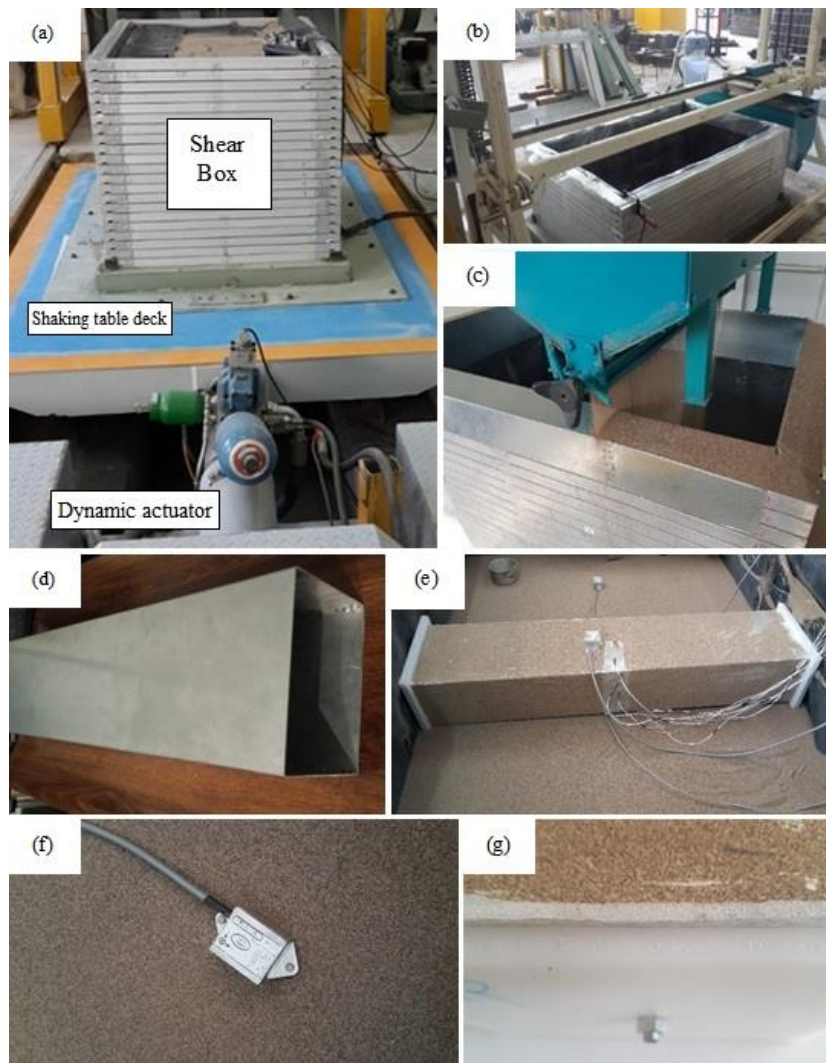 (a)
(b)
Shear
Box
(c)
Shaking table deck
Dynamic actuator
(d)
(e)
(f)
(g)